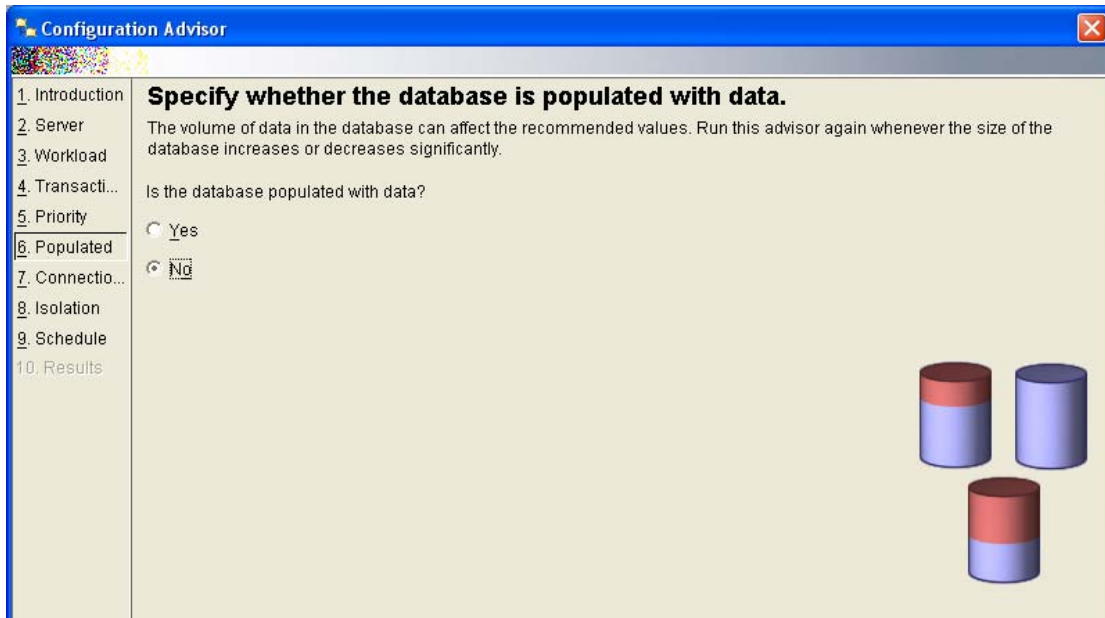 Configuration Advisor
1. Introduction
2. Server
3. Workload
4. Transacti...
5. Priority
6. Populated
7. Connectio...
8. Isolation
9. Schedule
10. Results
Specify whether the database is populated with data.
The volume of data in the database can affect the recommended values. Run this advisor again whenever the size of the
database increases or decreases significantly.
Is the database populated with data?
Yes
No